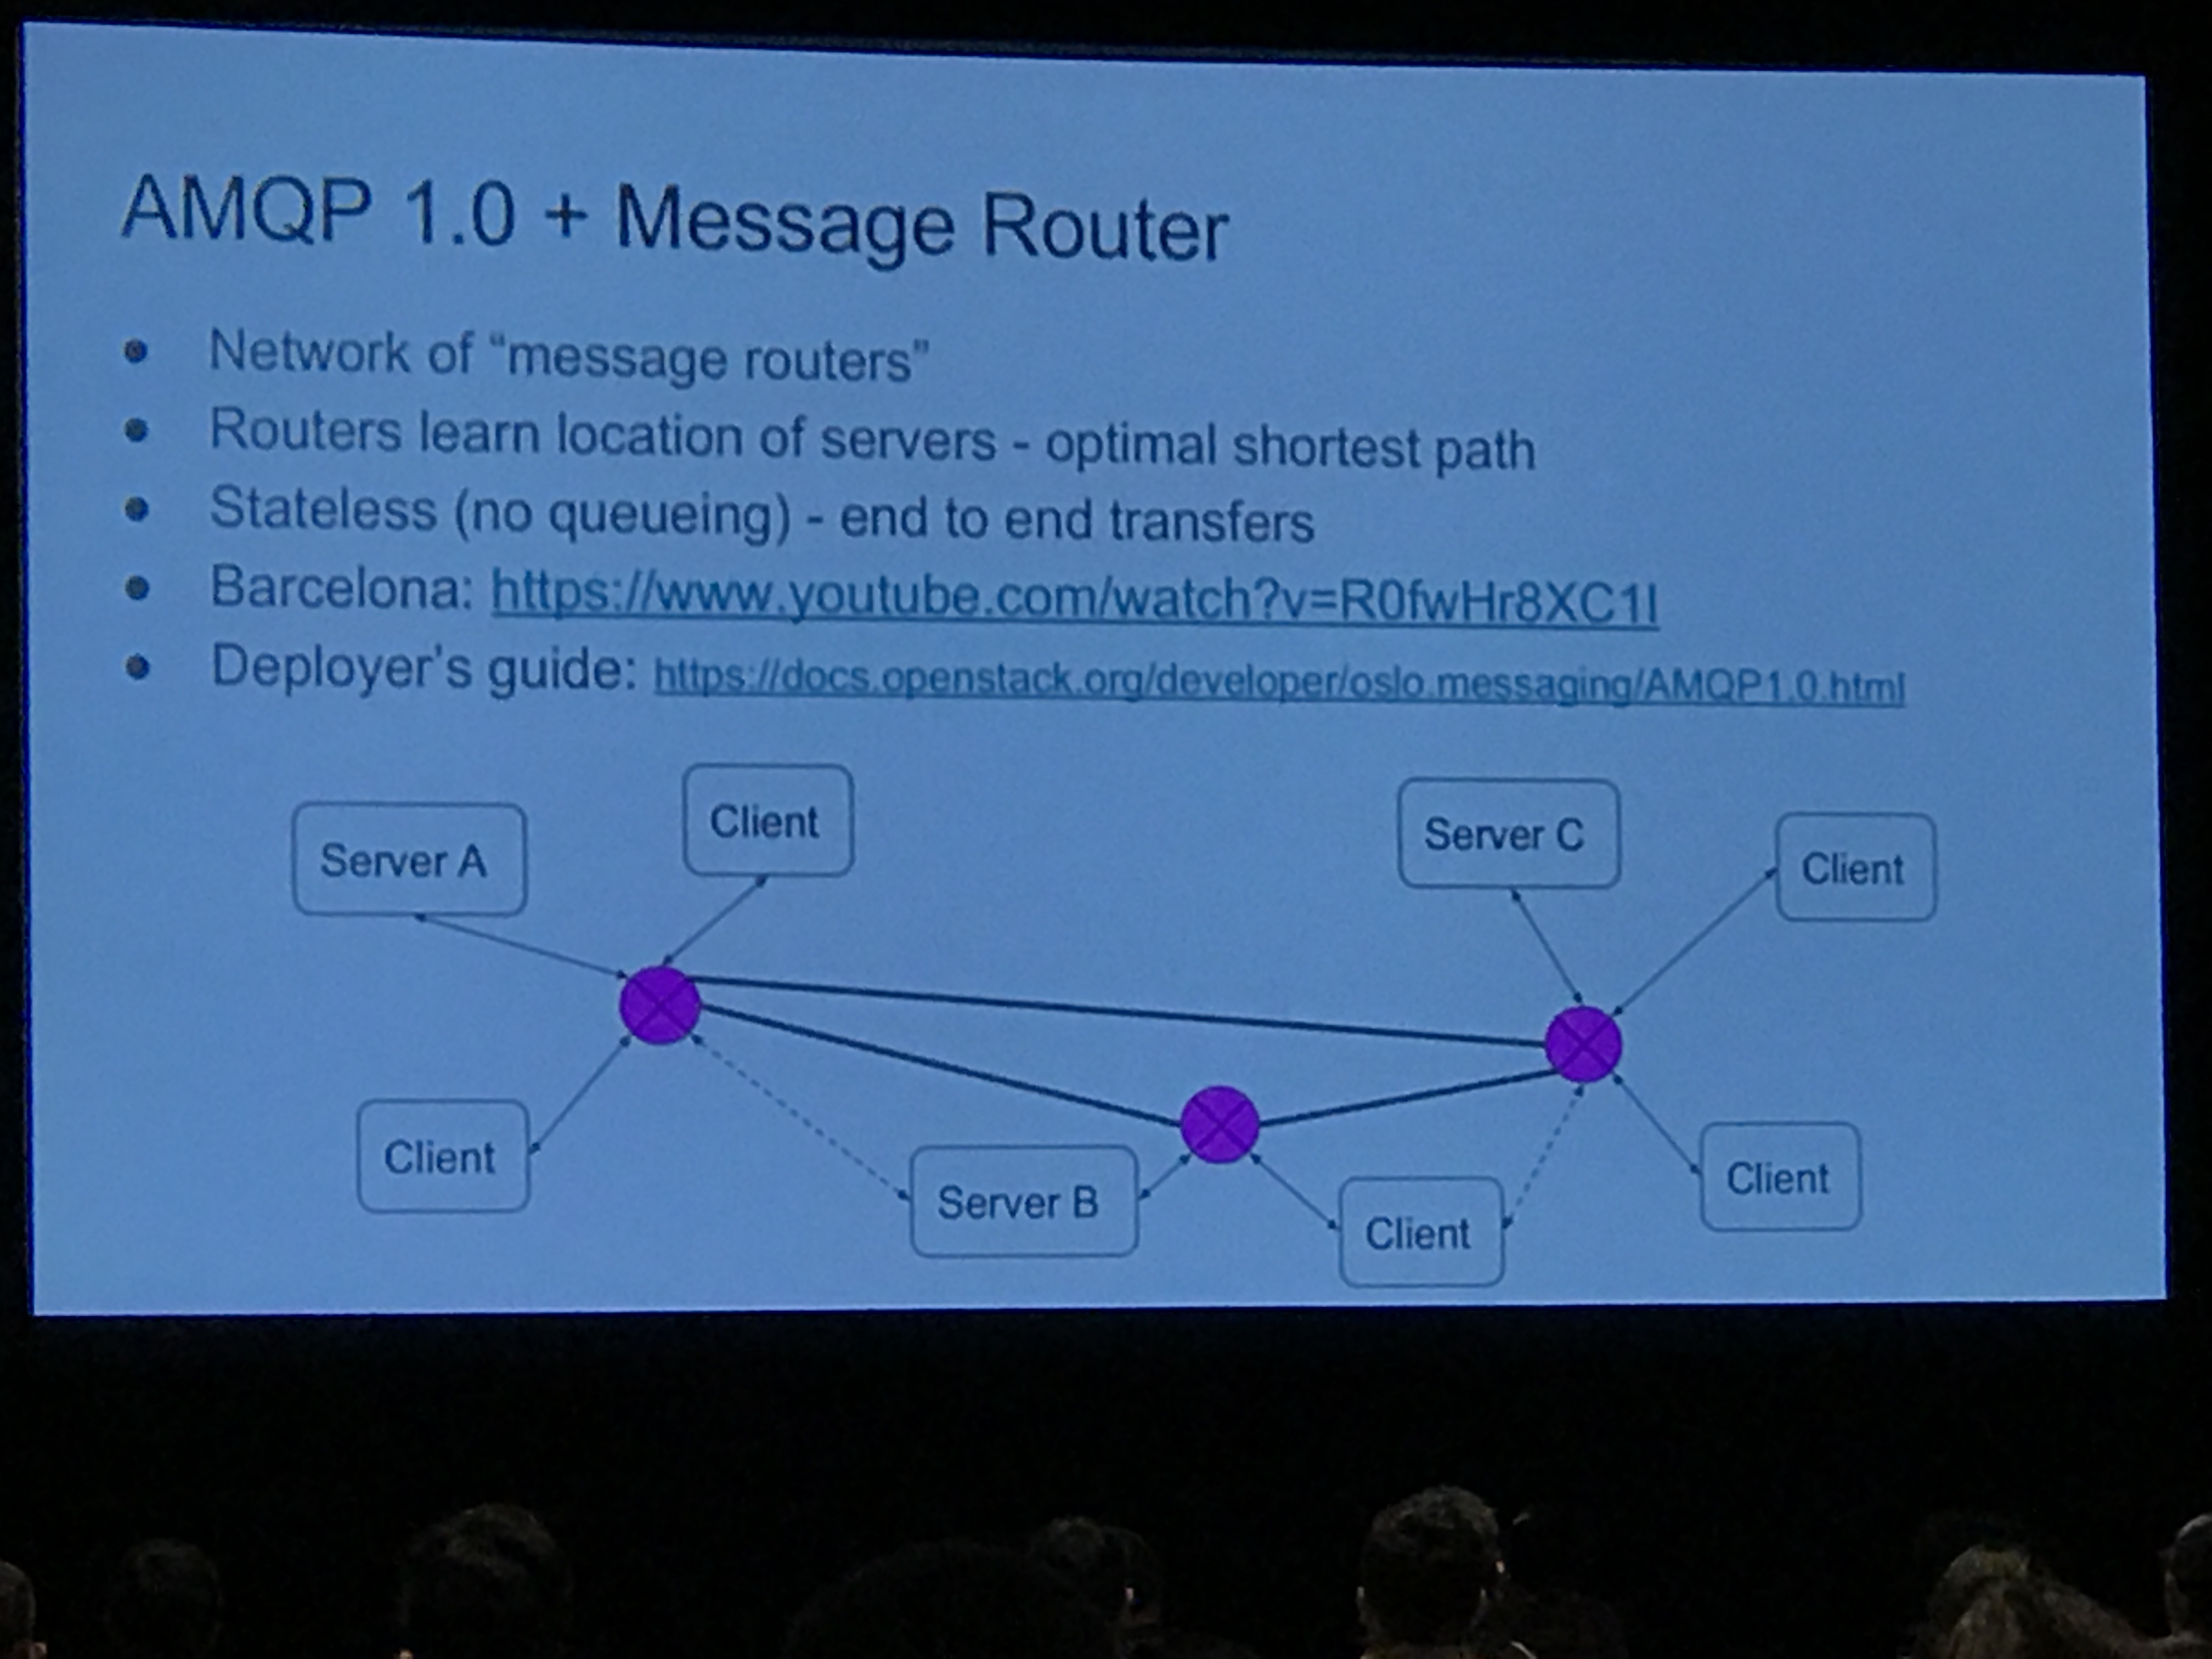 AMQP 1.0 + Message Router
• Network of “message routers”
• Routers learn location of servers - optimal shortest path
• Stateless (no queueing) - end to end transfers
• Barcelona: https://www.youtube.com/watch?v=R0fwHr8XC1I
• Deployer's guide: https://docs.openstack.org/developer/oslo.messaging/AMQP1.0.html
Server A
Client
Server C
Client
Client
Server B
Client
Client